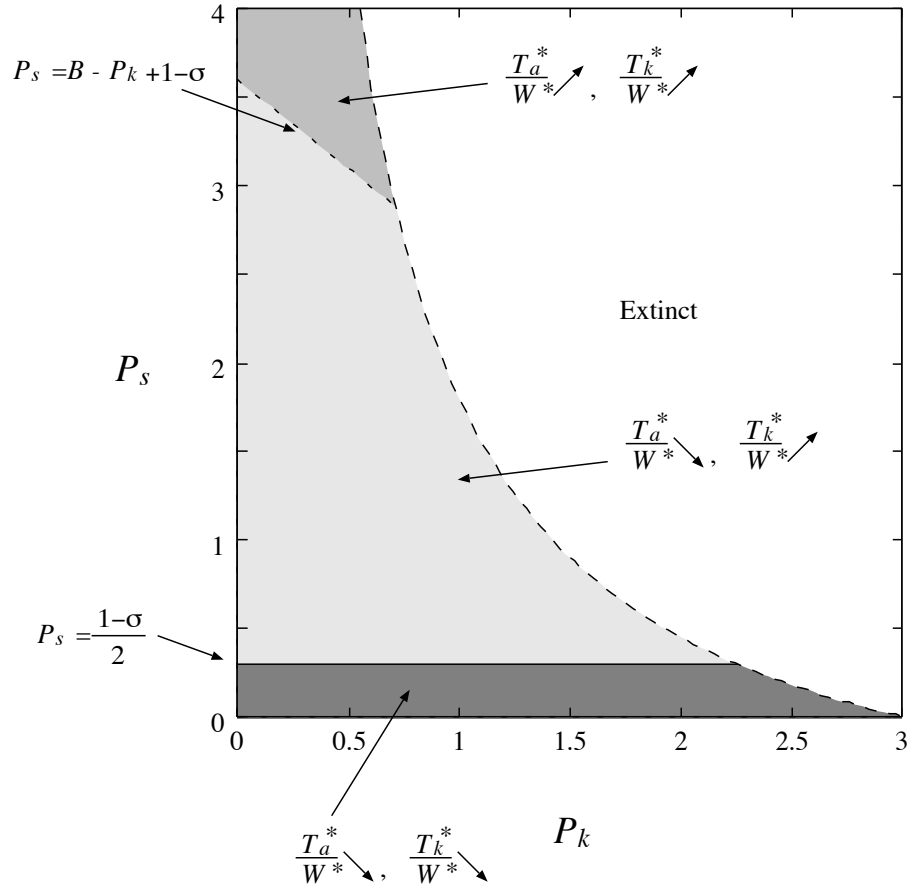 4
P_s = B - P_k + 1−σ
T_a^*/W^* ↗ , T_k^*/W^* ↗
3
Extinct
2
P_s
T_a^*/W^* ↘ , T_k^*/W^* ↗
1
P_s = (1−σ)/2
0
0 0.5 1 1.5 2 2.5 3
P_k
T_a^*/W^* ↘ , T_k^*/W^* ↘